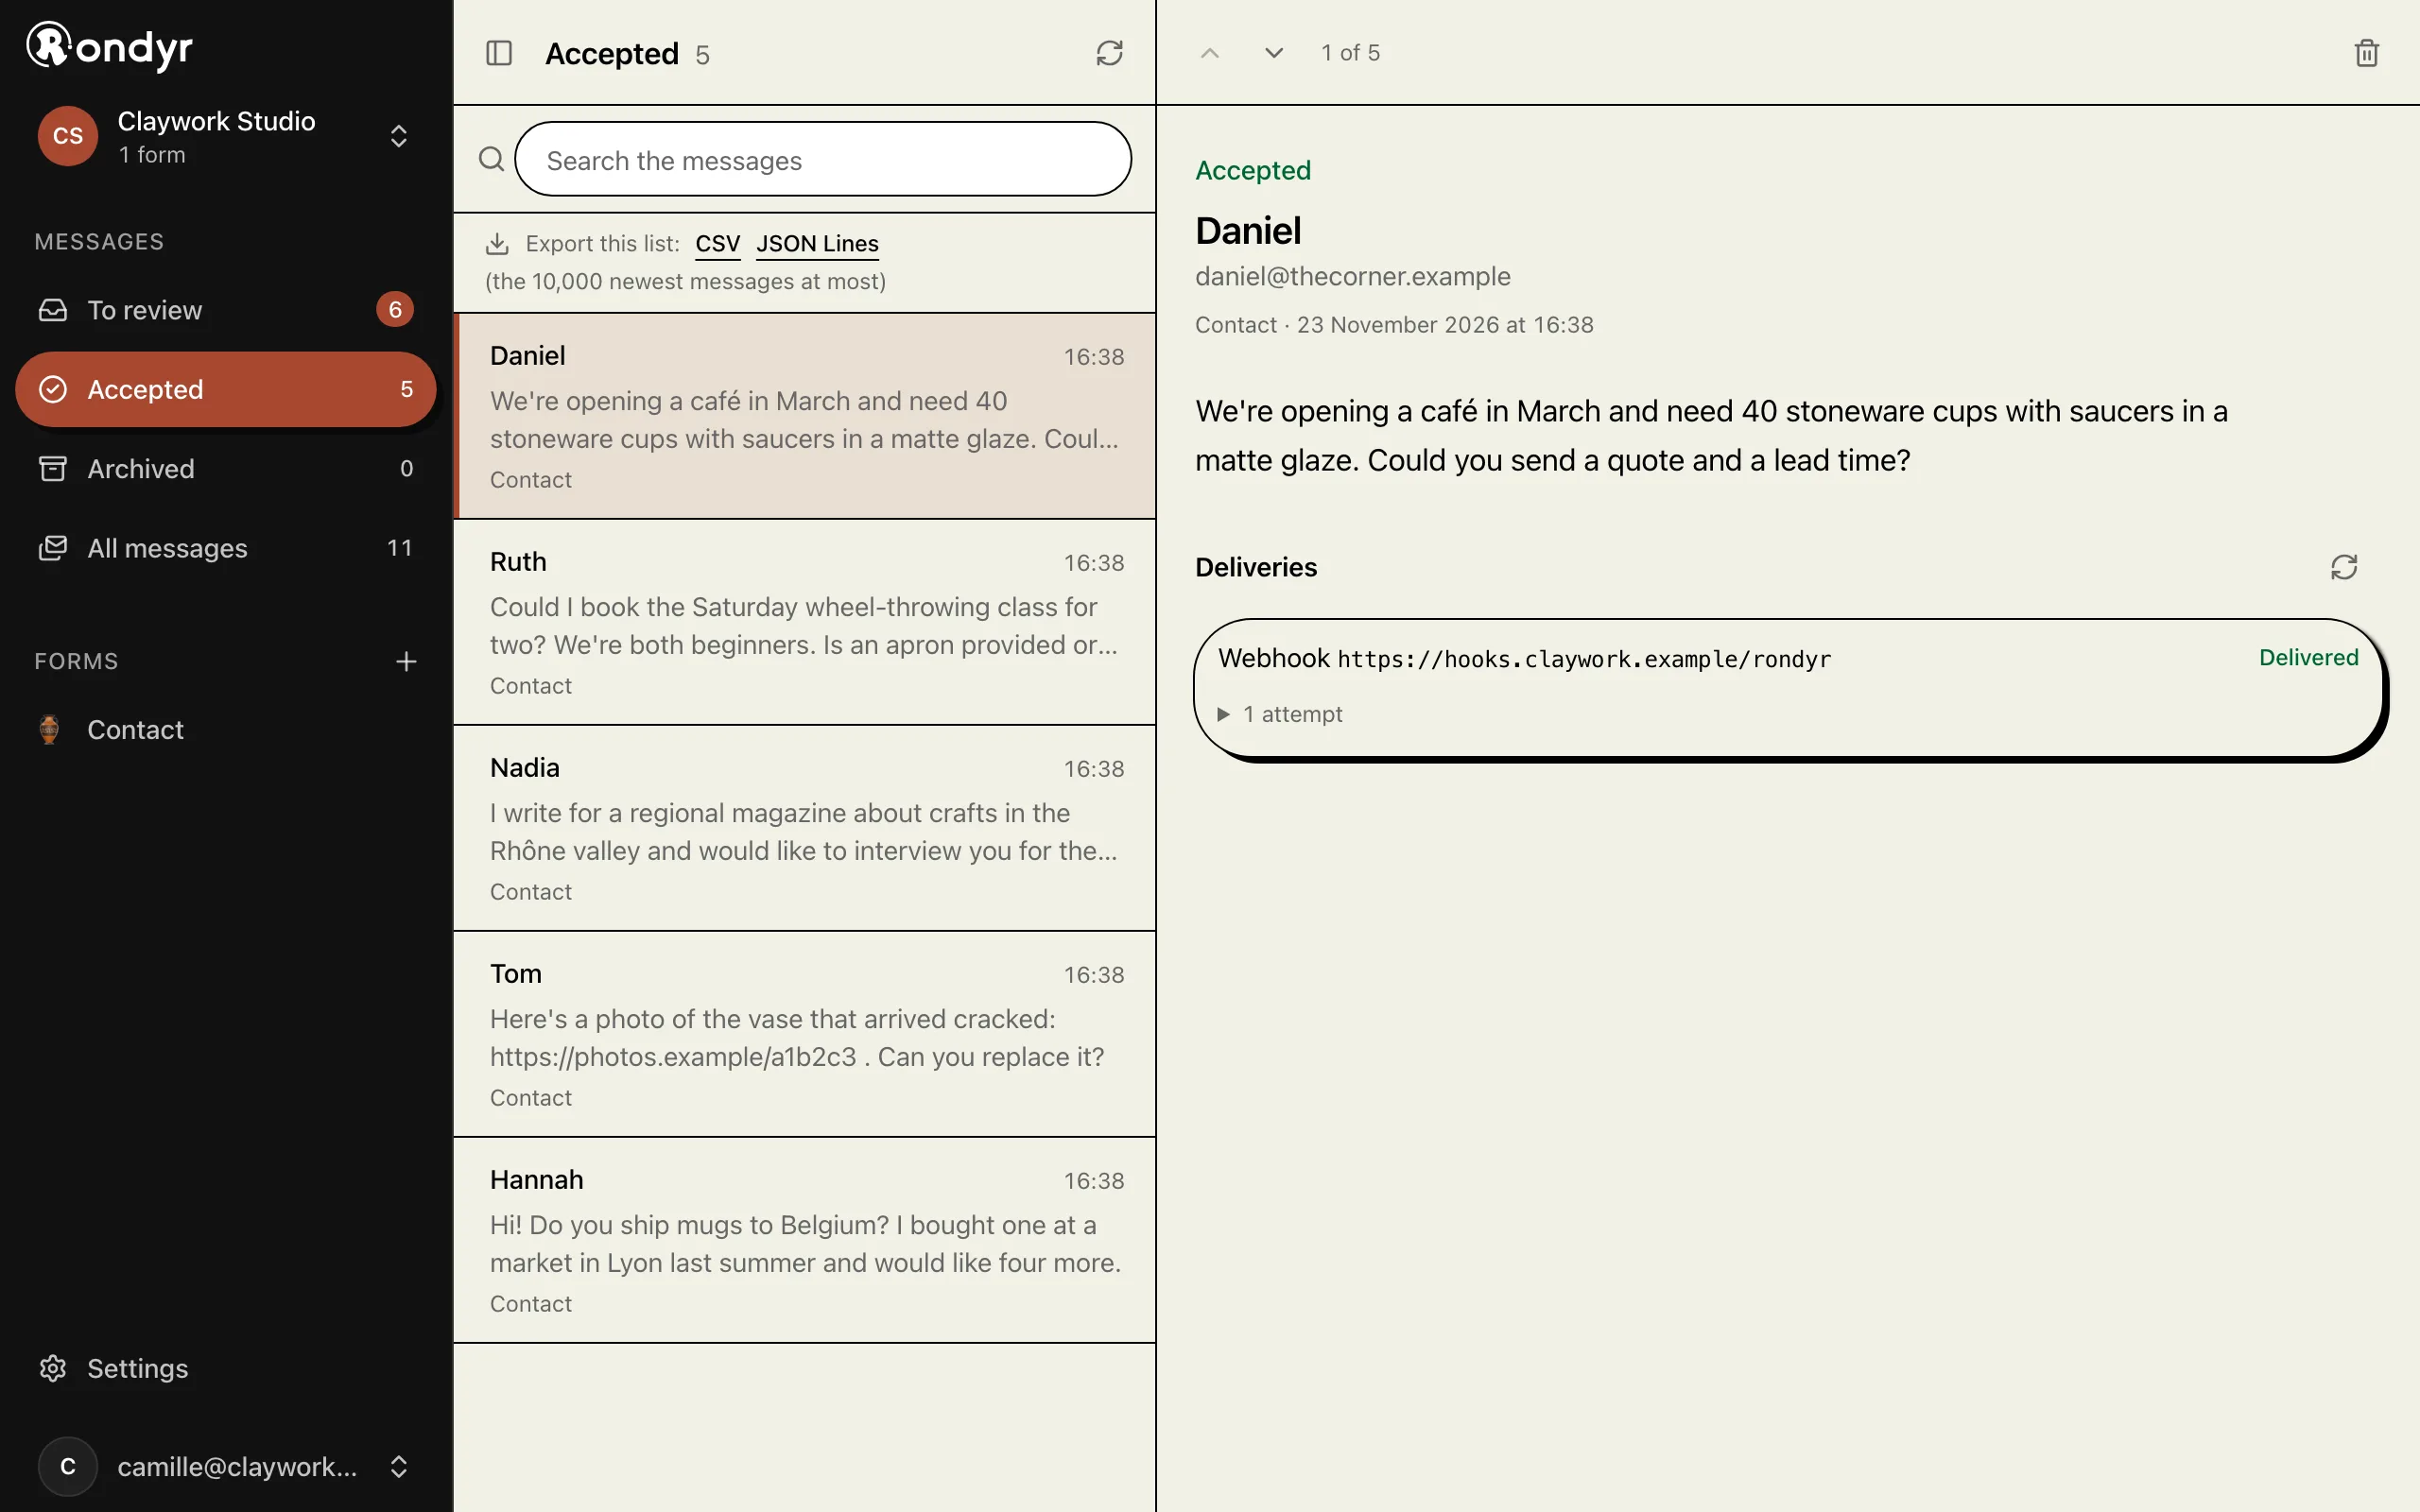 Rondyr
CS
Claywork Studio
1 form
MESSAGES
To review 6
Accepted 5
Archived 0
All messages 11
FORMS
Contact
Settings
C
camille@claywork...
Accepted 5
Search the messages
Export this list: CSV JSON Lines
(the 10,000 newest messages at most)
Daniel 16:38
We're opening a café in March and need 40
stoneware cups with saucers in a matte glaze. Coul...
Contact
Ruth 16:38
Could I book the Saturday wheel-throwing class for
two? We're both beginners. Is an apron provided or...
Contact
Nadia 16:38
I write for a regional magazine about crafts in the
Rhône valley and would like to interview you for the...
Contact
Tom 16:38
Here's a photo of the vase that arrived cracked:
https://photos.example/a1b2c3 . Can you replace it?
Contact
Hannah 16:38
Hi! Do you ship mugs to Belgium? I bought one at a
market in Lyon last summer and would like four more.
Contact
1 of 5
Accepted
Daniel
daniel@thecorner.example
Contact · 23 November 2026 at 16:38
We're opening a café in March and need 40 stoneware cups with saucers in a
matte glaze. Could you send a quote and a lead time?
Deliveries
Webhook https://hooks.claywork.example/rondyr Delivered
1 attempt